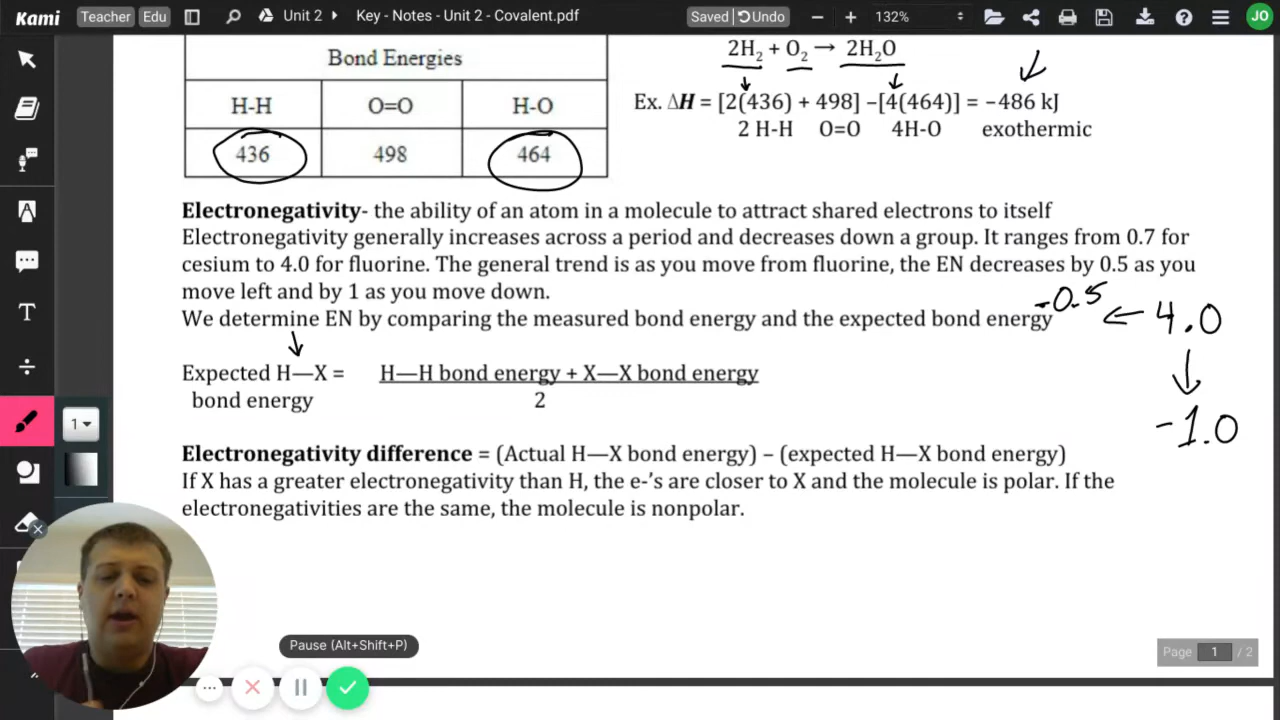 Kami Teacher Edu Unit 2 Key - Notes - Unit 2 - Covalent.pdf Saved Undo 132% JO
2H₂ + O₂ → 2H₂O
Bond Energies
H-H O=O H-O
436 498 464
Ex. ΔH = [2(436) + 498] –[4(464)] = –486 kJ
2 H-H O=O 4H-O exothermic
Electronegativity- the ability of an atom in a molecule to attract shared electrons to itself
Electronegativity generally increases across a period and decreases down a group. It ranges from 0.7 for
cesium to 4.0 for fluorine. The general trend is as you move from fluorine, the EN decreases by 0.5 as you
move left and by 1 as you move down.
We determine EN by comparing the measured bond energy and the expected bond energy
-0.5 ← 4.0
↓
-1.0
Expected H—X = H—H bond energy + X—X bond energy
bond energy 2
Electronegativity difference = (Actual H—X bond energy) – (expected H—X bond energy)
If X has a greater electronegativity than H, the e-'s are closer to X and the molecule is polar. If the
electronegativities are the same, the molecule is nonpolar.
1
T
Pause (Alt+Shift+P)
Page 1 / 2